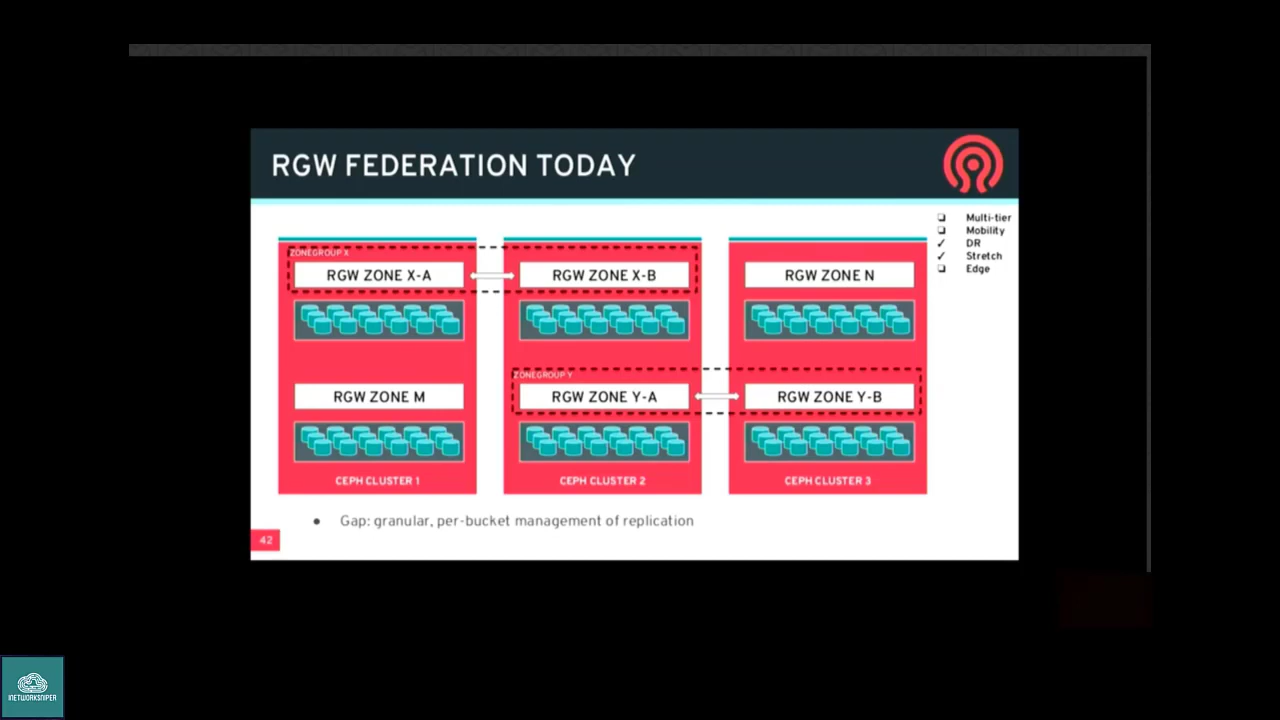 RGW FEDERATION TODAY
❑ Multi-tier
❑ Mobility
✓ DR
✓ Stretch
❑ Edge
ZONEGROUP X
RGW ZONE X-A
RGW ZONE X-B
RGW ZONE N
ZONEGROUP Y
RGW ZONE M
RGW ZONE Y-A
RGW ZONE Y-B
CEPH CLUSTER 1
CEPH CLUSTER 2
CEPH CLUSTER 3
● Gap: granular, per-bucket management of replication
42
INETWORKSNIPER